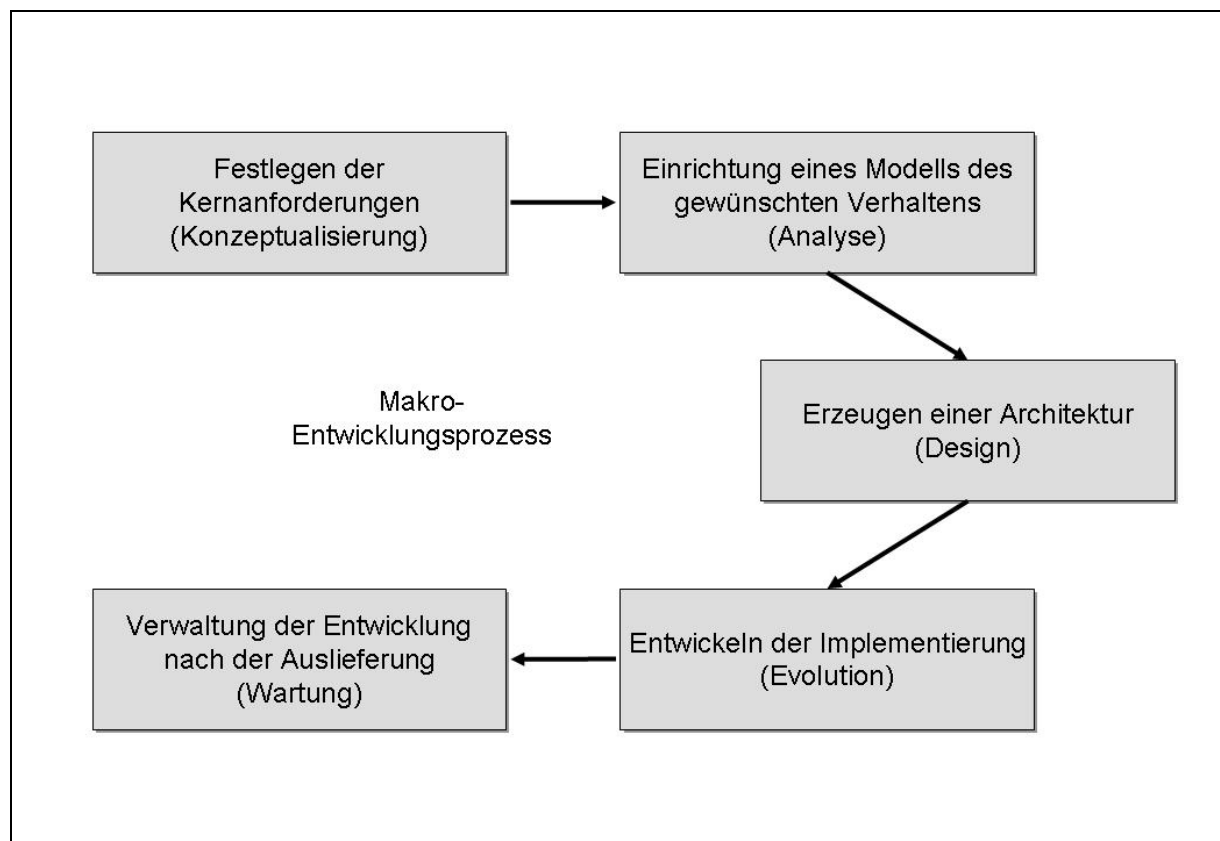 Festlegen der
Kernanforderungen
(Konzeptualisierung)
Einrichtung eines Modells des
gewünschten Verhaltens
(Analyse)
Erzeugen einer Architektur
(Design)
Makro-
Entwicklungsprozess
Verwaltung der Entwicklung
nach der Auslieferung
(Wartung)
Entwickeln der Implementierung
(Evolution)